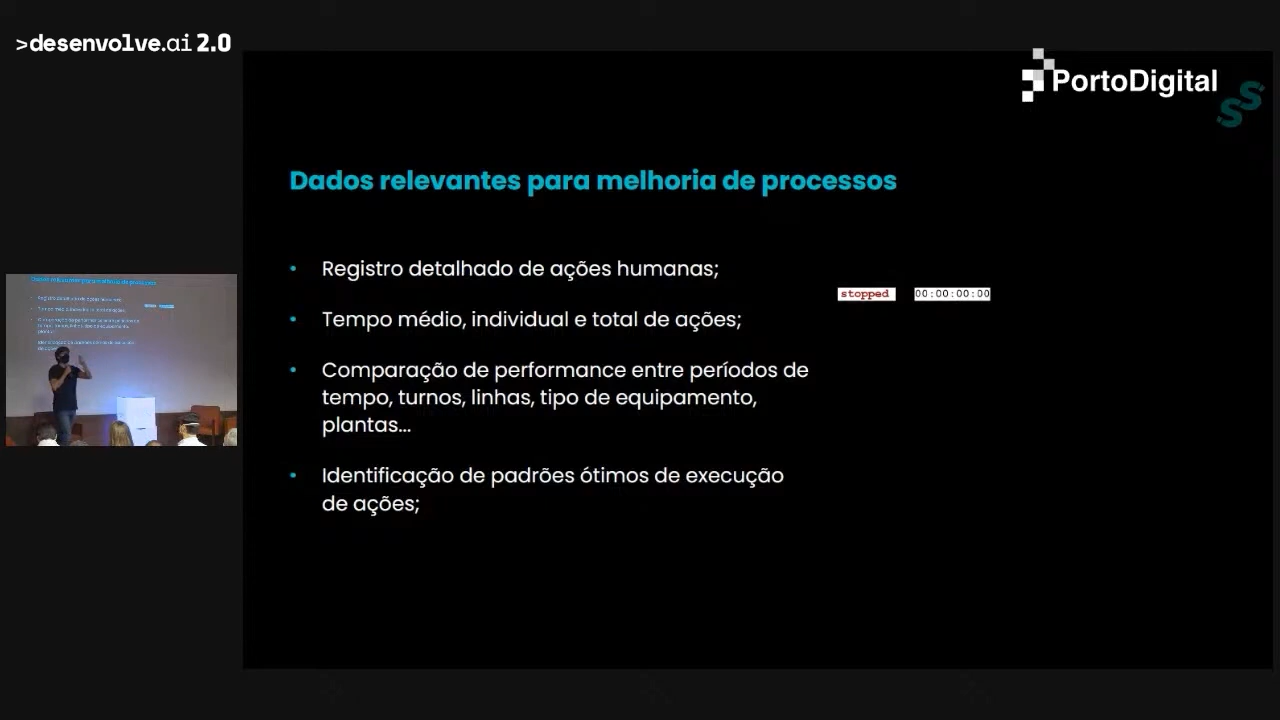 >desenvolve.ai 2.0
PortoDigital
SS
Dados relevantes para melhoria de processos
• Registro detalhado de ações humanas;
stopped 00:00:00:00
• Tempo médio, individual e total de ações;
• Comparação de performance entre períodos de
tempo, turnos, linhas, tipo de equipamento,
plantas...
• Identificação de padrões ótimos de execução
de ações;